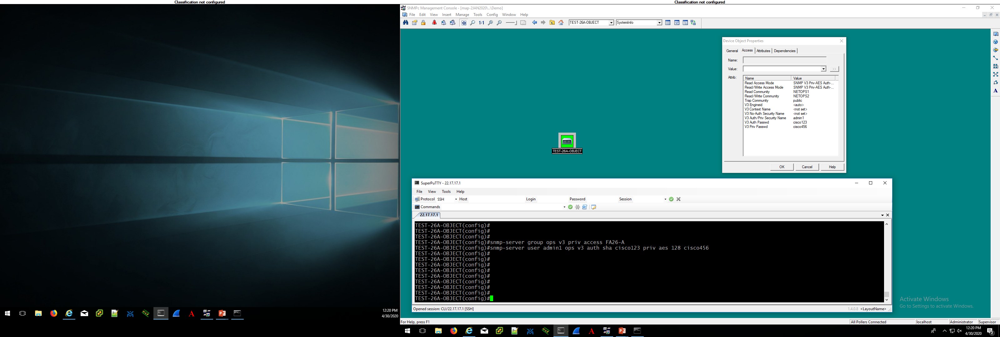 Classification not configured
Classification not configured
SNMPc Management Console - [map-2JAN2020\..\Demo]
File Edit View Insert Manage Tools Config Window Help
1:1 TEST-26A-OBJECT SystemInfo
Device Object Properties
General Access Attributes Dependencies
Name:
Value: >>
Attrib: Name Value
Read Access Mode SNMP V3 Priv-AES Auth-...
Read/Write Access Mode SNMP V3 Priv-AES Auth-...
Read Community NETOPS1
Read/Write Community NETOPS2
Trap Community public
V3 Engineid <auto>
V3 Context Name <not set>
V3 No-Auth Security Name <not set>
V3 Auth/Priv Security Name admin1
V3 Auth Passwd cisco123
V3 Priv Passwd cisco456
OK Cancel Help
TEST-26A-OBJECT
SuperPuTTY - 22.17.17.1
File View Tools Help
Protocol SSH Host Login Password Session
Commands
22.17.17.1
TEST-26A-OBJECT(config)#
TEST-26A-OBJECT(config)#
TEST-26A-OBJECT(config)#
TEST-26A-OBJECT(config)#snmp-server group ops v3 priv access FA26-A
TEST-26A-OBJECT(config)#snmp-server user admin1 ops v3 auth sha cisco123 priv aes 128 cisco456
TEST-26A-OBJECT(config)#
TEST-26A-OBJECT(config)#
TEST-26A-OBJECT(config)#
TEST-26A-OBJECT(config)#
TEST-26A-OBJECT(config)#
TEST-26A-OBJECT(config)#
TEST-26A-OBJECT(config)#
TEST-26A-OBJECT(config)#
TEST-26A-OBJECT(config)#
Opened session: CLI/22.17.17.1 [SSH] 1.4.0.8 <LayoutName>
Activate Windows
Go to Settings to activate Windows.
For Help, press F1 All Pollers Connected localhost Administrator Supervisor
12:20 PM
4/30/2020
12:20 PM
4/30/2020
2